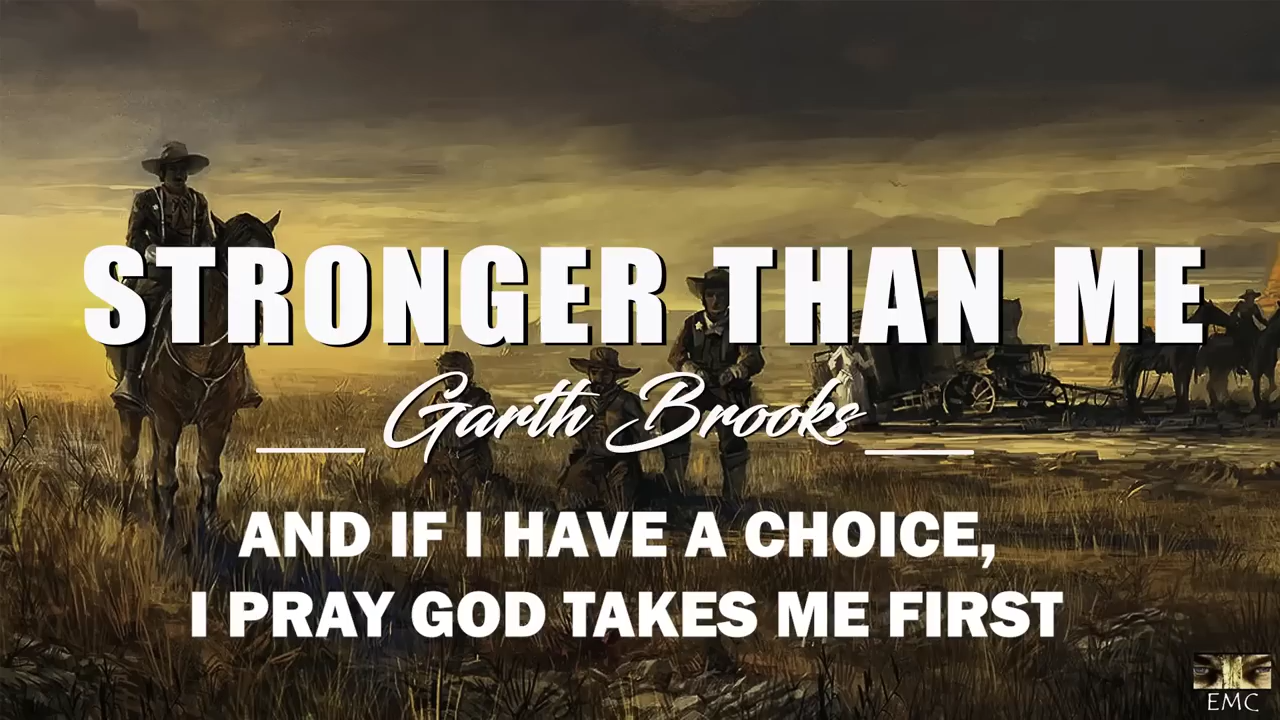 STRONGER THAN ME
Garth Brooks
AND IF I HAVE A CHOICE,
I PRAY GOD TAKES ME FIRST
EMC